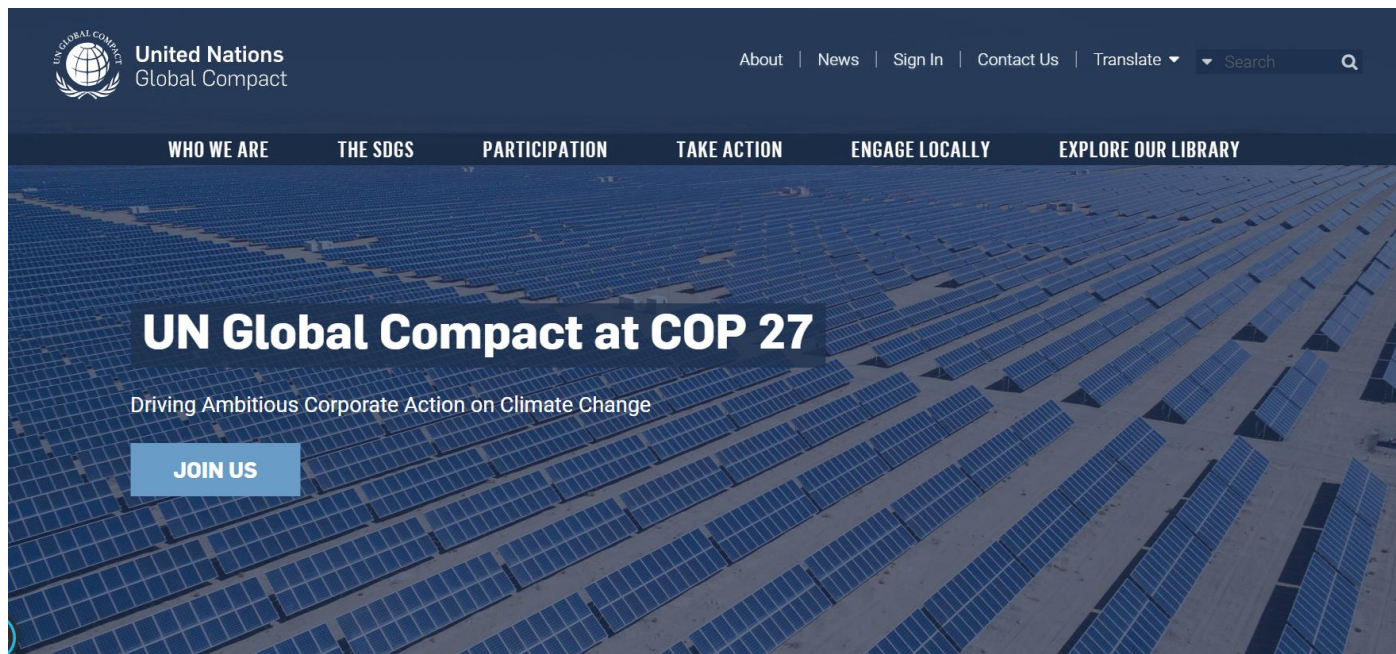 UN GLOBAL COMPACT
United Nations
Global Compact
About | News | Sign In | Contact Us | Translate Search
WHO WE ARE THE SDGS PARTICIPATION TAKE ACTION ENGAGE LOCALLY EXPLORE OUR LIBRARY
UN Global Compact at COP 27
Driving Ambitious Corporate Action on Climate Change
JOIN US